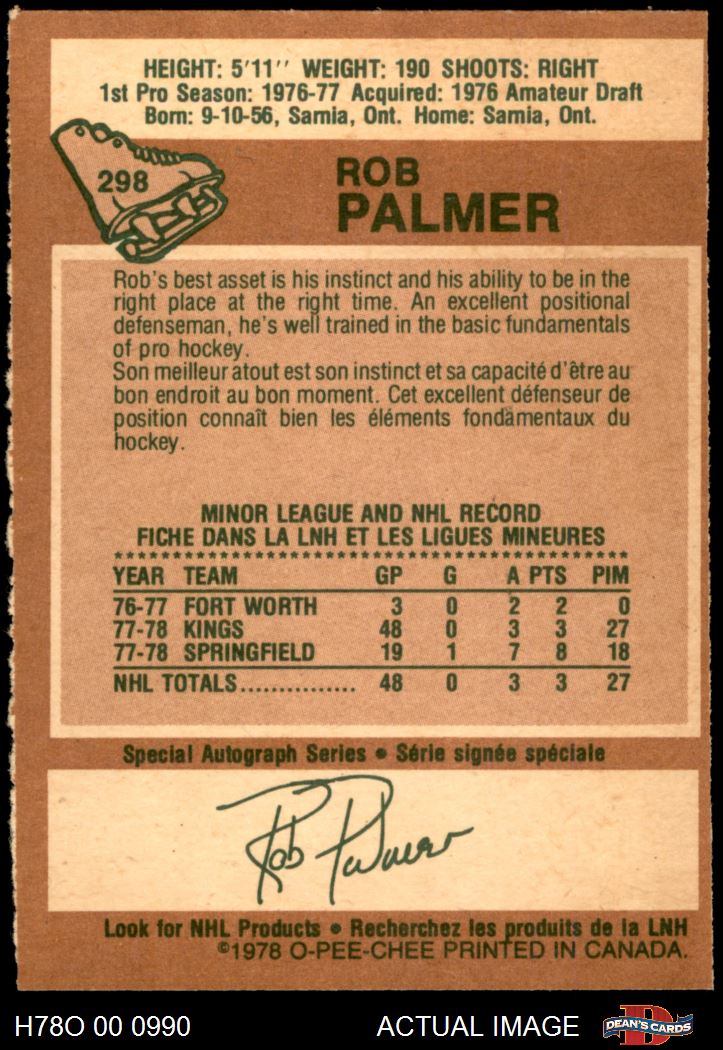 HEIGHT: 5'11'' WEIGHT: 190 SHOOTS: RIGHT
1st Pro Season: 1976-77 Acquired: 1976 Amateur Draft
Born: 9-10-56, Sarnia, Ont. Home: Sarnia, Ont.
298
ROB
PALMER
Rob's best asset is his instinct and his ability to be in the
right place at the right time. An excellent positional
defenseman, he's well trained in the basic fundamentals
of pro hockey.
Son meilleur atout est son instinct et sa capacité d'être au
bon endroit au bon moment. Cet excellent défenseur de
position connaît bien les éléments fondamentaux du
hockey.
MINOR LEAGUE AND NHL RECORD
FICHE DANS LA LNH ET LES LIGUES MINEURES
YEAR TEAM GP G A PTS PIM
76-77 FORT WORTH 3 0 2 2 0
77-78 KINGS 48 0 3 3 27
77-78 SPRINGFIELD 19 1 7 8 18
NHL TOTALS............... 48 0 3 3 27
Special Autograph Series • Série signée spéciale
Rob Palmer
Look for NHL Products • Recherchez les produits de la LNH
©1978 O-PEE-CHEE PRINTED IN CANADA.
H78O 00 0990 ACTUAL IMAGE D DEAN'S CARDS